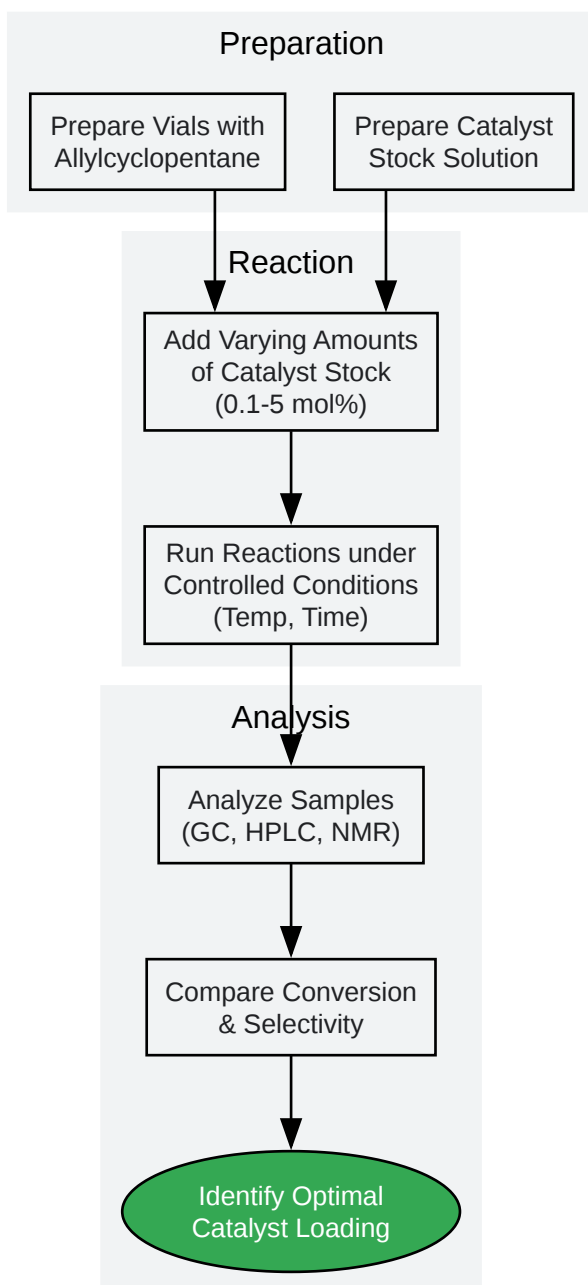 Preparation
Prepare Vials with
Allylcyclopentane
Prepare Catalyst
Stock Solution
Reaction
Add Varying Amounts
of Catalyst Stock
(0.1-5 mol%)
Run Reactions under
Controlled Conditions
(Temp, Time)
Analysis
Analyze Samples
(GC, HPLC, NMR)
Compare Conversion
& Selectivity
Identify Optimal
Catalyst Loading